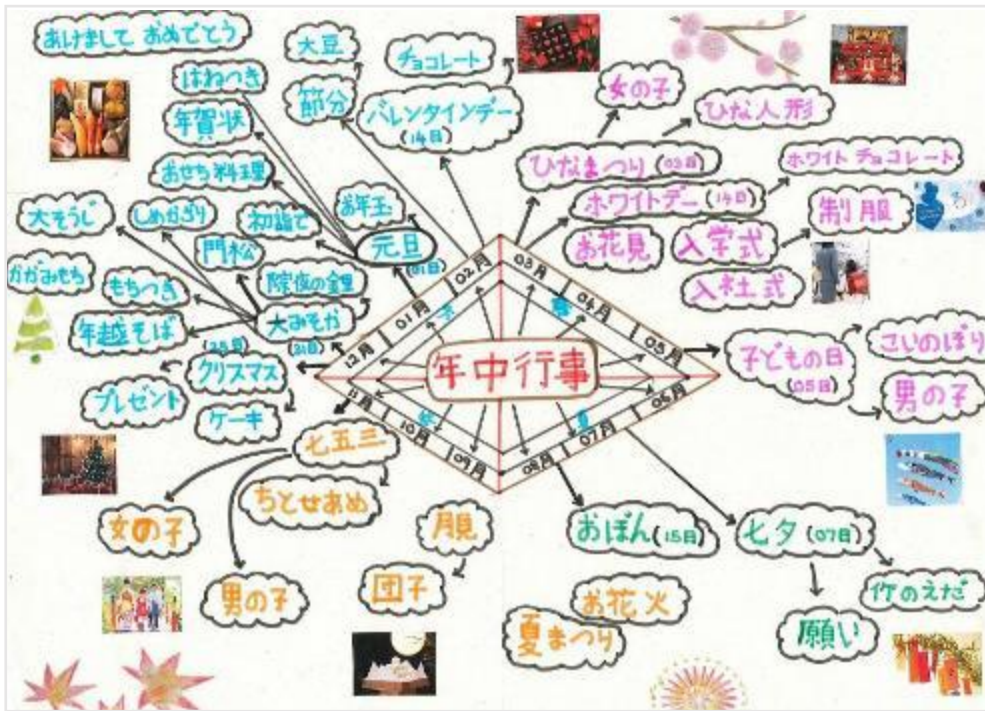 あけまして おめでとう
はねつき
年賀状
おせち料理
大そうじ
しめかざり
初詣で
お年玉
元旦
(01日)
門松
除夜の鐘
かがみもち
もちつき
大みそか
(31日)
年越そば
(25日)
クリスマス
プレゼント
ケーキ
大豆
節分
チョコレート
バレンタインデー
(14日)
女の子
ひな人形
ひなまつり (03日)
ホワイト チョコレート
ホワイトデー (14日)
お花見
入学式
制服
入社式
こいのぼり
子どもの日
(05日)
男の子
年中行事
01月
02月
03月
04月
05月
06月
07月
08月
09月
10月
11月
12月
冬
春
秋
夏
七五三
ちとせあめ
女の子
男の子
月見
団子
おぼん (15日)
七夕 (07日)
お花火
夏まつり
竹のえだ
願い